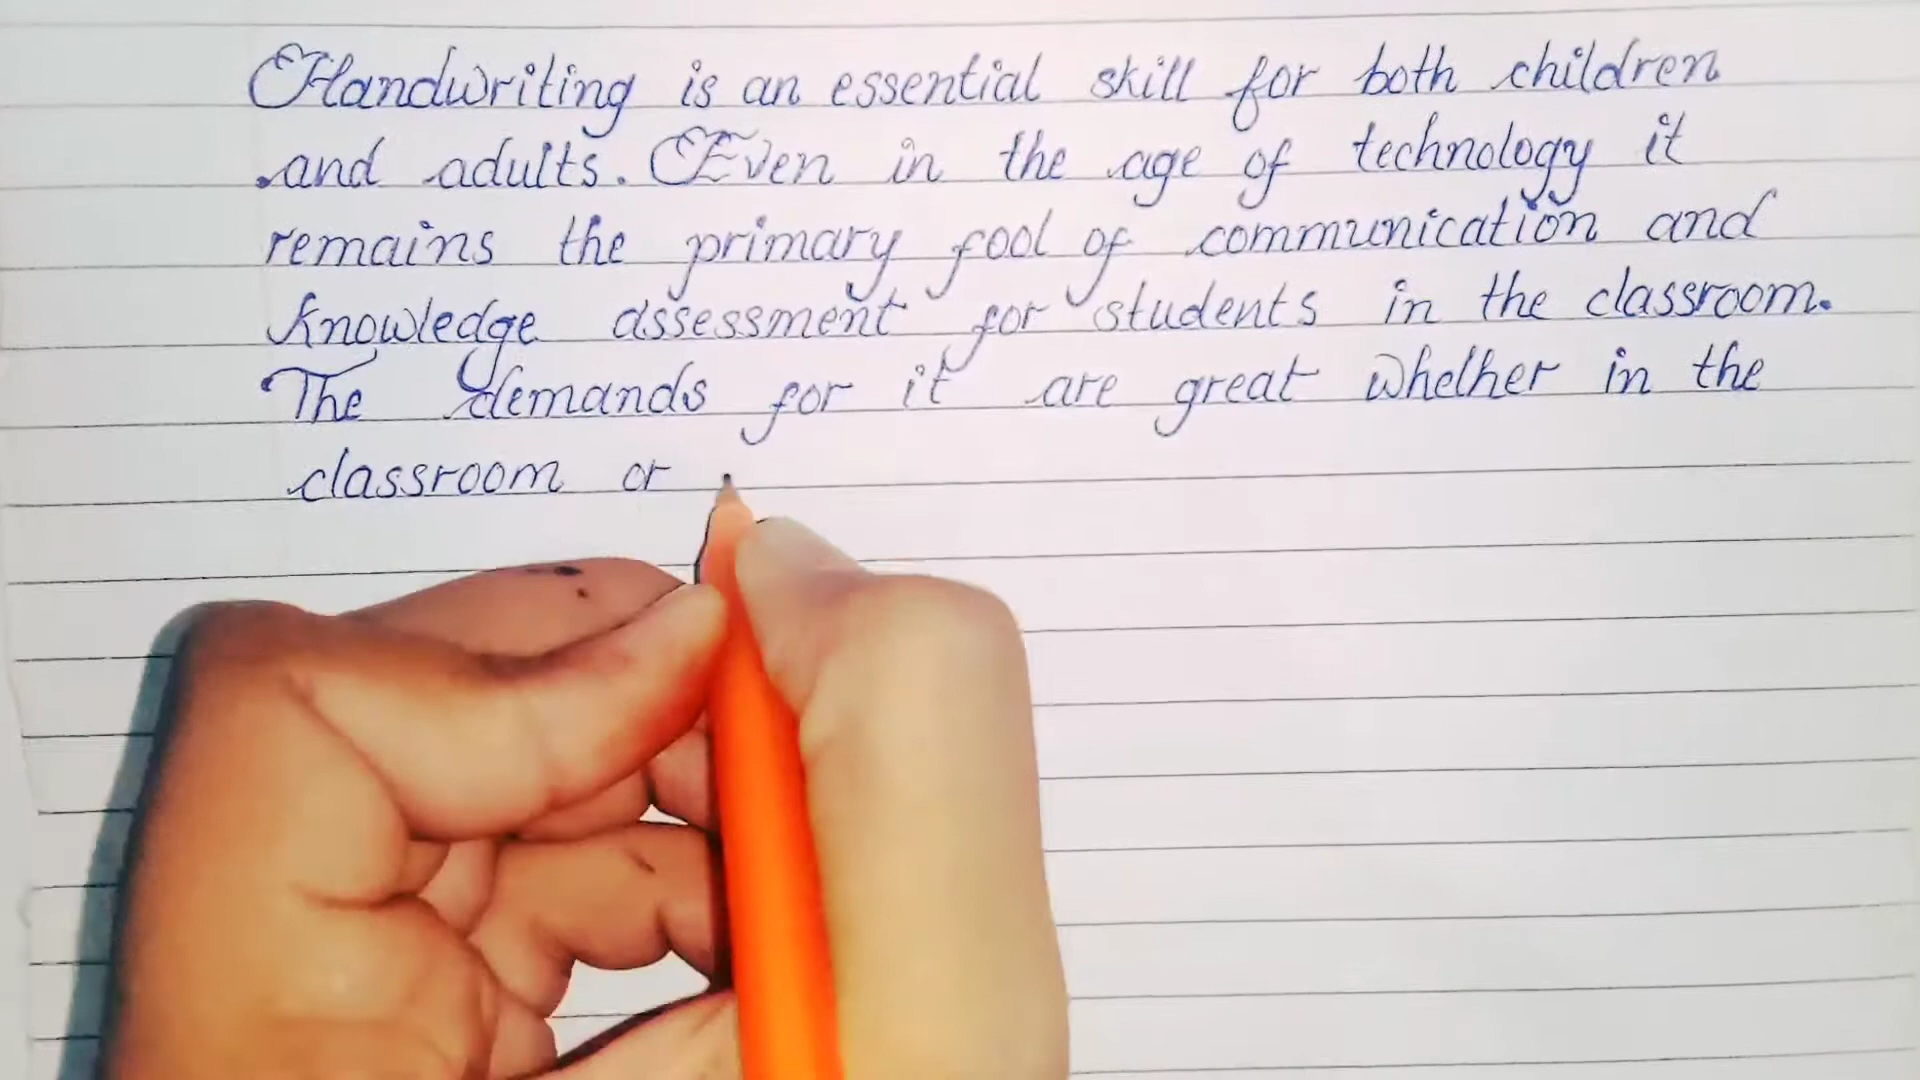 Handwriting is an essential skill for both children
and adults. Even in the age of technology it
remains the primary fool of communication and
Knowledge assessment for students in the classroom.
The demands for it are great whelher in the
classroom or